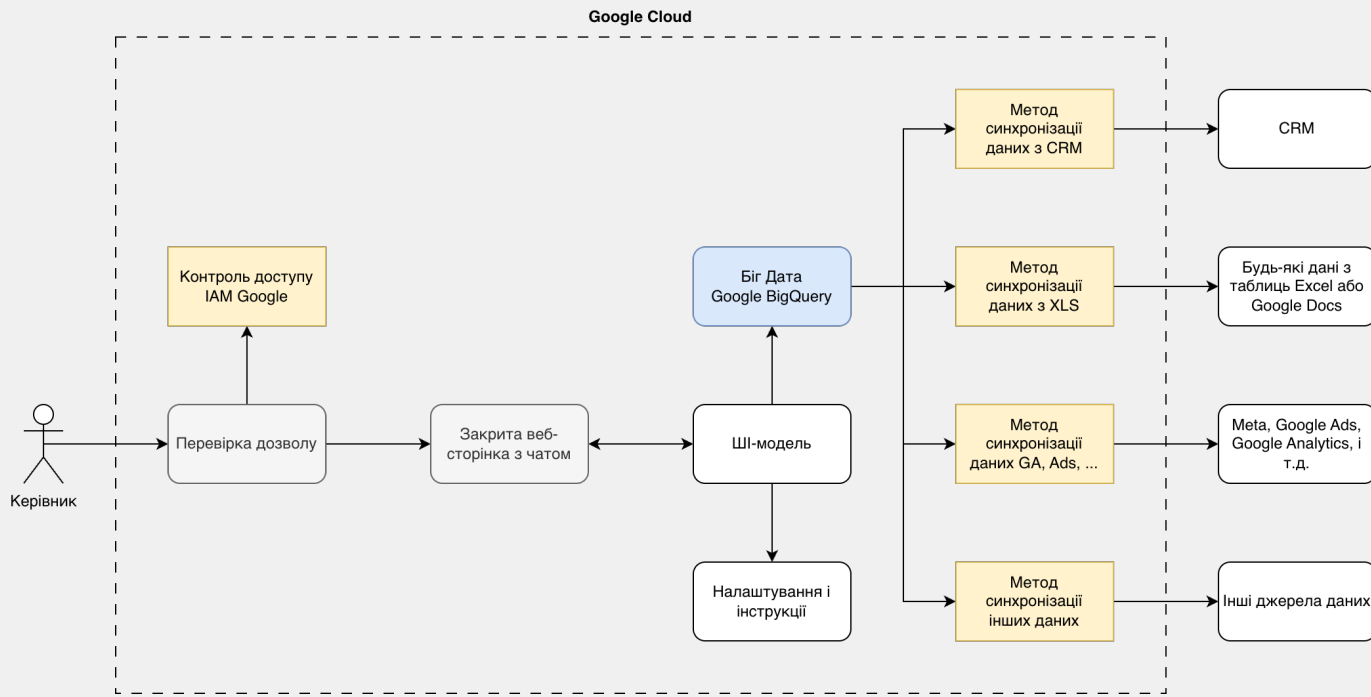 Google Cloud
Метод
синхронізації
даних з CRM
CRM
Контроль доступу
IAM Google
Біг Дата
Google BigQuery
Метод
синхронізації
даних з XLS
Будь-які дані з
таблиць Excel або
Google Docs
Керівник
Перевірка дозволу
Закрита веб-
сторінка з чатом
ШІ-модель
Метод
синхронізації
даних GA, Ads, ...
Meta, Google Ads,
Google Analytics, і
т.д.
Налаштування і
інструкції
Метод
синхронізації
інших даних
Інші джерела даних